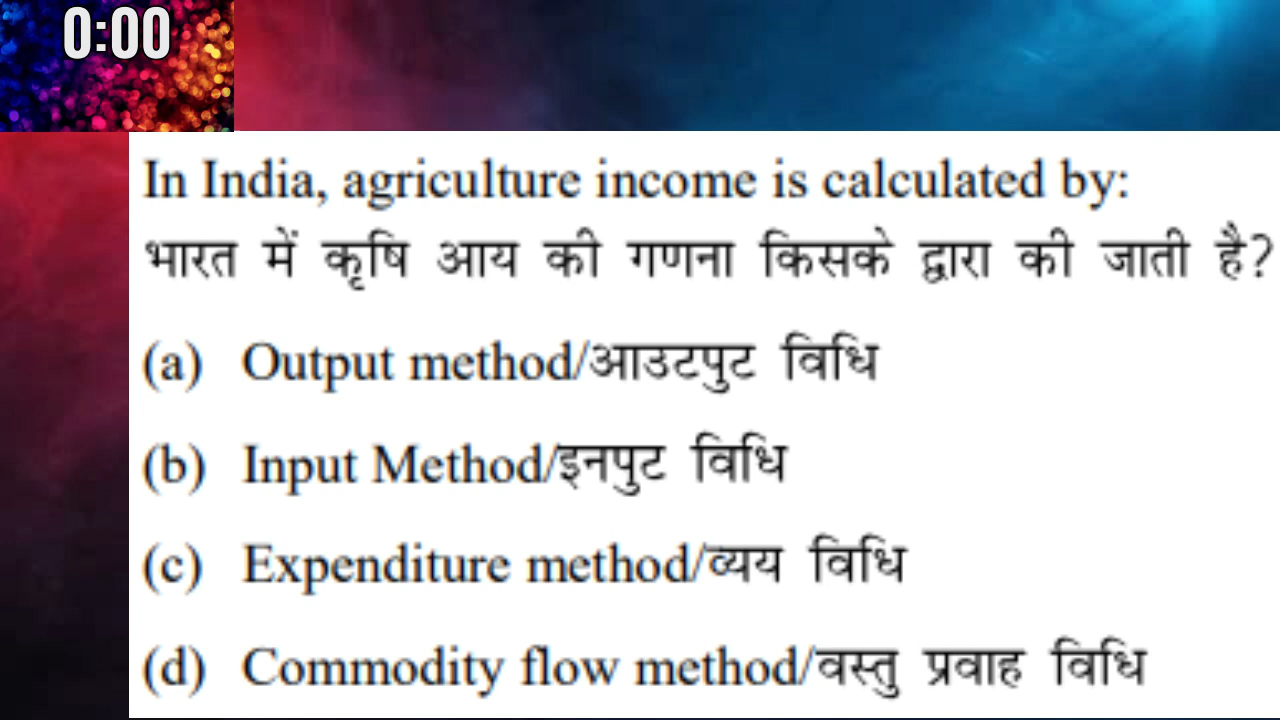 0:00
In India, agriculture income is calculated by:
भारत में कृषि आय की गणना किसके द्वारा की जाती है?
(a) Output method/आउटपुट विधि
(b) Input Method/इनपुट विधि
(c) Expenditure method/व्यय विधि
(d) Commodity flow method/वस्तु प्रवाह विधि